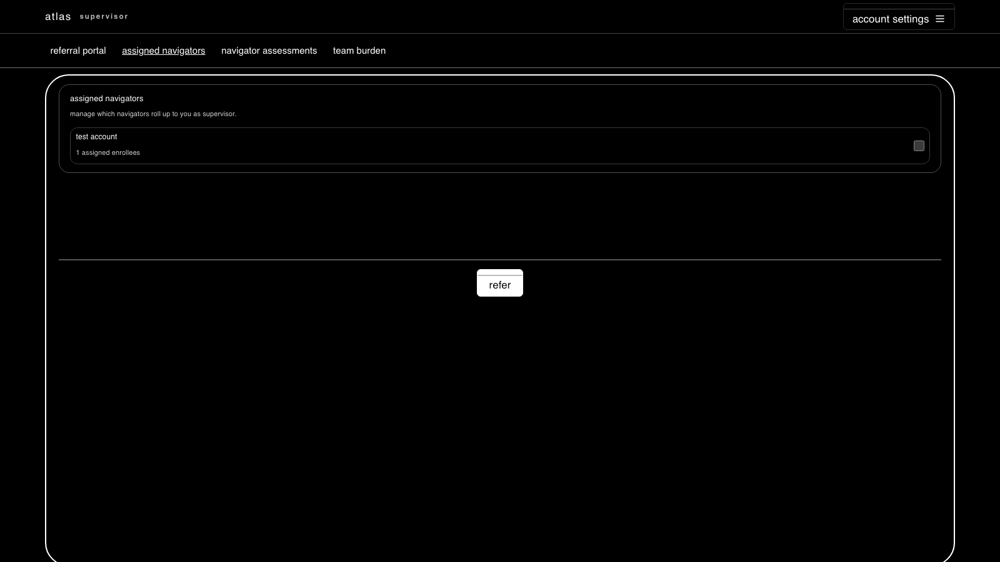 atlas supervisor
account settings
referral portal assigned navigators navigator assessments team burden
assigned navigators
manage which navigators roll up to you as supervisor.
test account
1 assigned enrollees
refer